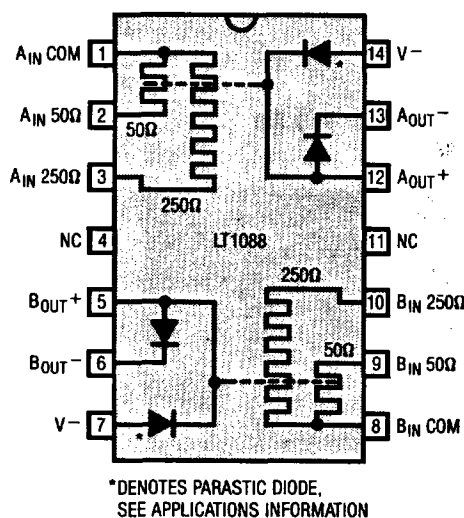 A_IN COM 1
14 V−
A_IN 50Ω 2
50Ω
13 A_OUT−
A_IN 250Ω 3
250Ω
12 A_OUT+
NC 4
LT1088
11 NC
B_OUT+ 5
250Ω
10 B_IN 250Ω
B_OUT− 6
50Ω
9 B_IN 50Ω
V− 7
*
*
8 B_IN COM
*DENOTES PARASTIC DIODE,
SEE APPLICATIONS INFORMATION